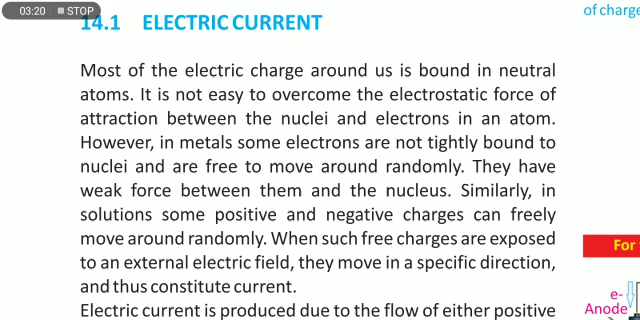 03:20 STOP
14.1 ELECTRIC CURRENT
of charge
Most of the electric charge around us is bound in neutral
atoms. It is not easy to overcome the electrostatic force of
attraction between the nuclei and electrons in an atom.
However, in metals some electrons are not tightly bound to
nuclei and are free to move around randomly. They have
weak force between them and the nucleus. Similarly, in
solutions some positive and negative charges can freely
move around randomly. When such free charges are exposed
to an external electric field, they move in a specific direction,
and thus constitute current.
Electric current is produced due to the flow of either positive
For
e-
Anode